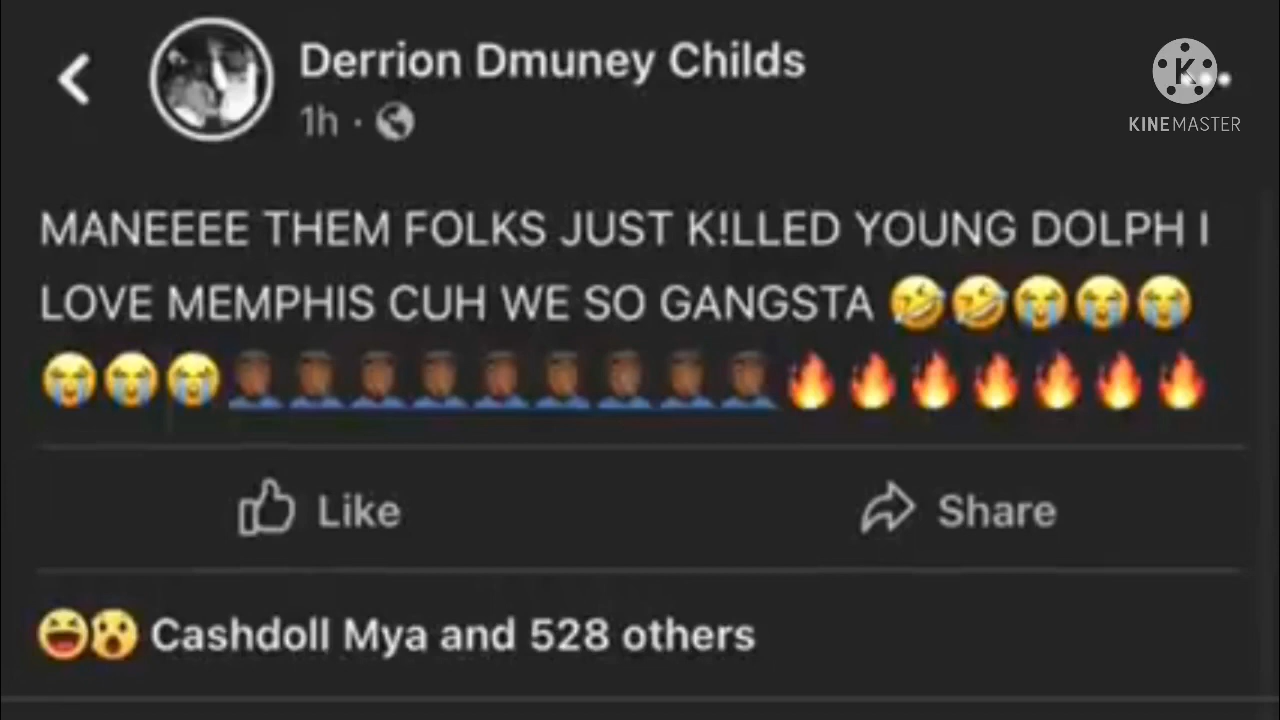 Derrion Dmuney Childs
1h ·
KINEMASTER
MANEEEE THEM FOLKS JUST K!LLED YOUNG DOLPH I
LOVE MEMPHIS CUH WE SO GANGSTA 🤣🤣😭😭😭
😭😭😭🤦🏾‍♂️🤦🏾‍♂️🤦🏾‍♂️🤦🏾‍♂️🤦🏾‍♂️🤦🏾‍♂️🤦🏾‍♂️🤦🏾‍♂️🤦🏾‍♂️🔥🔥🔥🔥🔥🔥🔥
Like
Share
Cashdoll Mya and 528 others